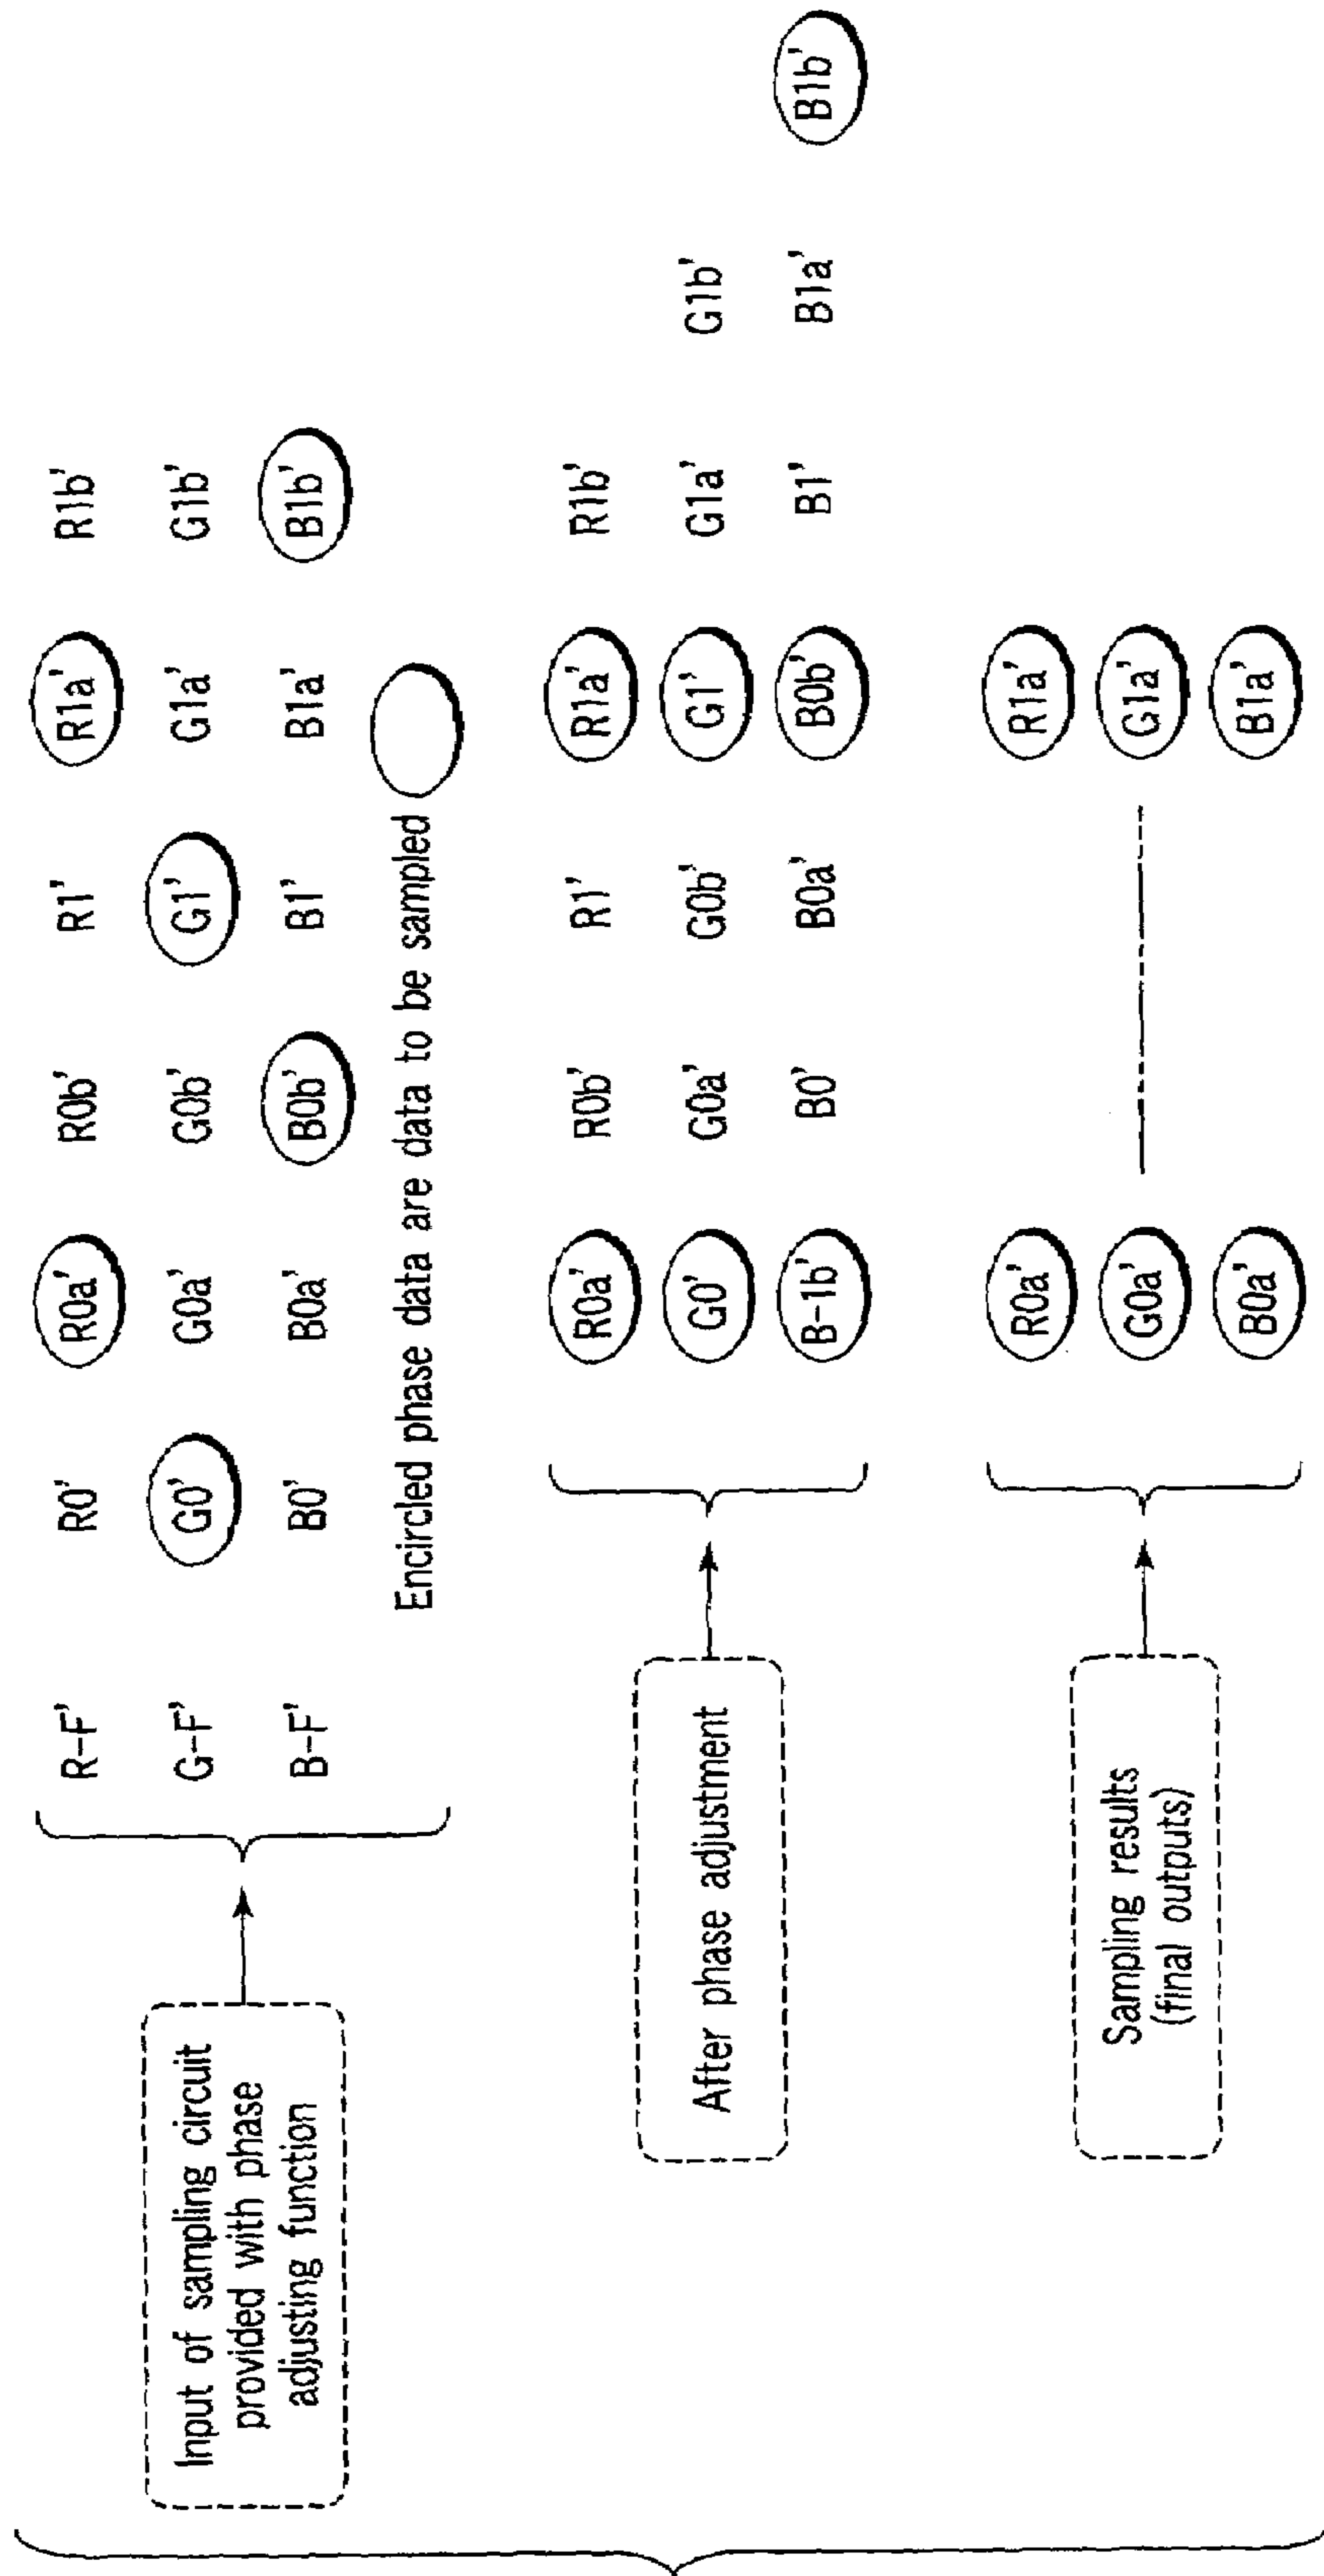 Input of sampling circuit
provided with phase
adjusting function
R-F' R0' R0a' R0b' R1' R1a' R1b'
G-F' G0' G0a' G0b' G1' G1a' G1b'
B-F' B0' B0a' B0b' B1' B1a' B1b'
Encircled phase data are data to be sampled
After phase adjustment
R0a' R0b' R1' R1a' R1b'
G0' G0a' G0b' G1' G1a' G1b'
B-1b' B0' B0a' B0b' B1' B1a' B1b'
Sampling results
(final outputs)
R0a' R1a'
G0a' G1a'
B0a' B1a'